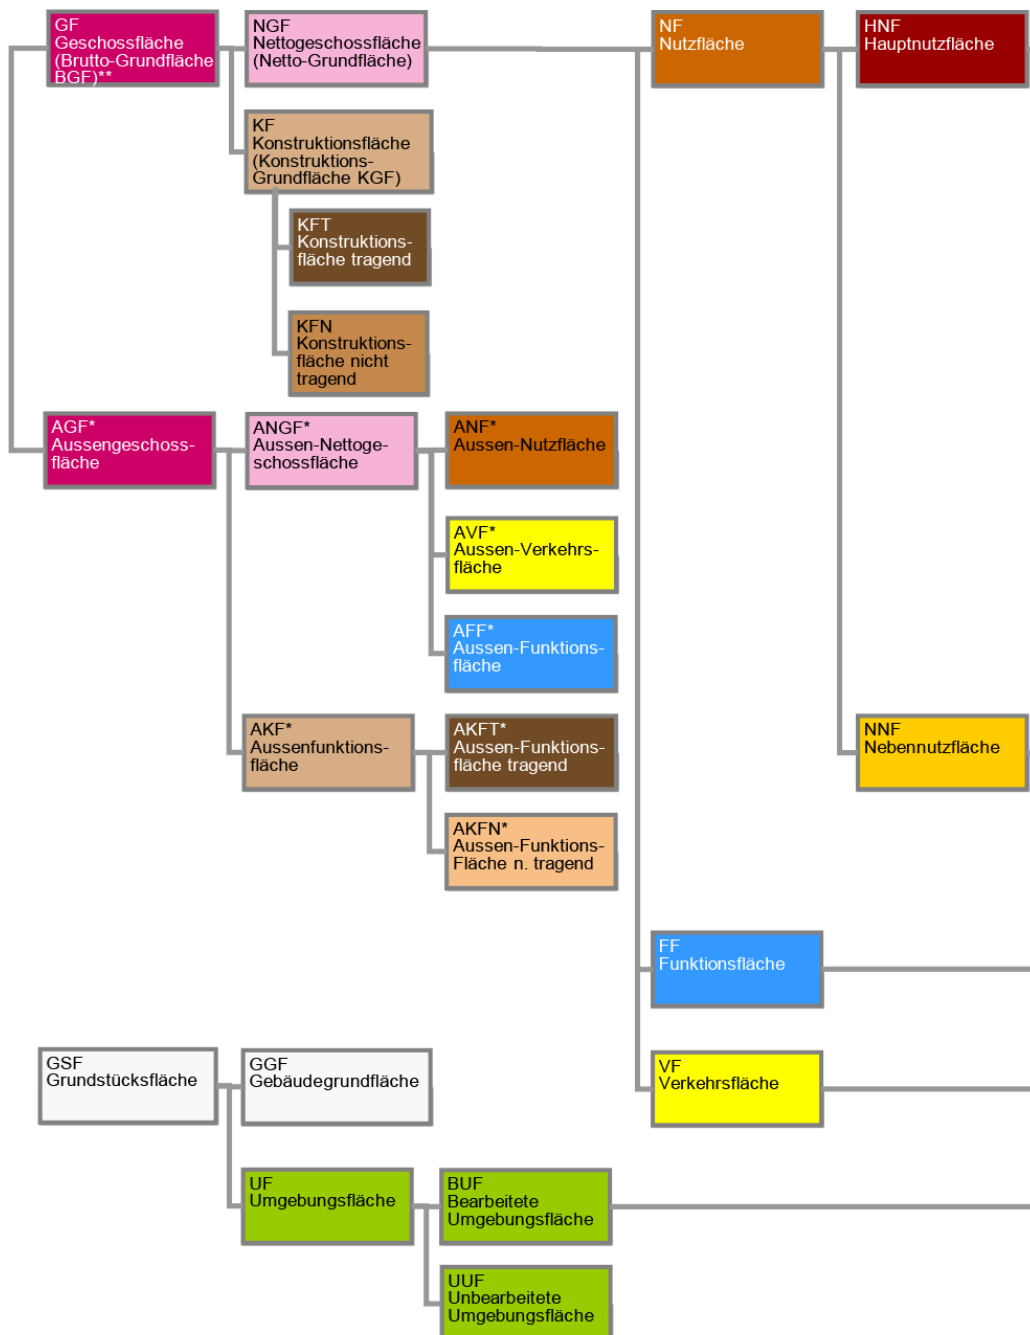 GF
Geschossfläche
(Brutto-Grundfläche
BGF)**
NGF
Nettogeschossfläche
(Netto-Grundfläche)
NF
Nutzfläche
HNF
Hauptnutzfläche
KF
Konstruktionsfläche
(Konstruktions-
Grundfläche KGF)
KFT
Konstruktions-
fläche tragend
KFN
Konstruktions-
fläche nicht
tragend
AGF*
Aussengeschoss-
fläche
ANGF*
Aussen-Nettoge-
schossfläche
ANF*
Aussen-Nutzfläche
AVF*
Aussen-Verkehrs-
fläche
AFF*
Aussen-Funktions-
fläche
AKF*
Aussenfunktions-
fläche
AKFT*
Aussen-Funktions-
fläche tragend
NNF
Nebennutzfläche
AKFN*
Aussen-Funktions-
Fläche n. tragend
FF
Funktionsfläche
GSF
Grundstücksfläche
GGF
Gebäudegrundfläche
VF
Verkehrsfläche
UF
Umgebungsfläche
BUF
Bearbeitete
Umgebungsfläche
UUF
Unbearbeitete
Umgebungsfläche